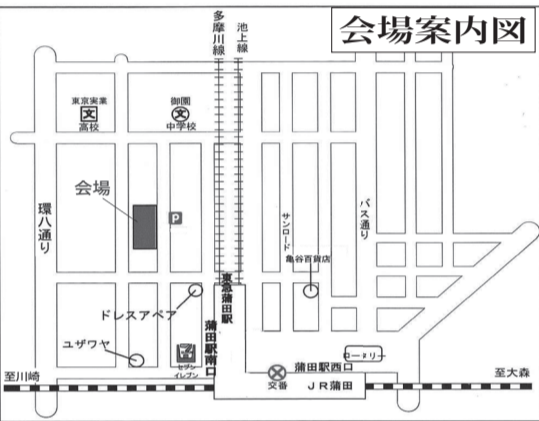 会場案内図
多摩川線
池上線
東京実業
文
高校
御園
文
中学校
会場
P
環八通り
サンロード
バス通り
亀谷百貨店
東急蒲田駅
ドレスアペア
蒲田駅南口
ユザワヤ
セブン
イレブン
ロータリー
蒲田駅西口
交番
JR蒲田
至川崎
至大森